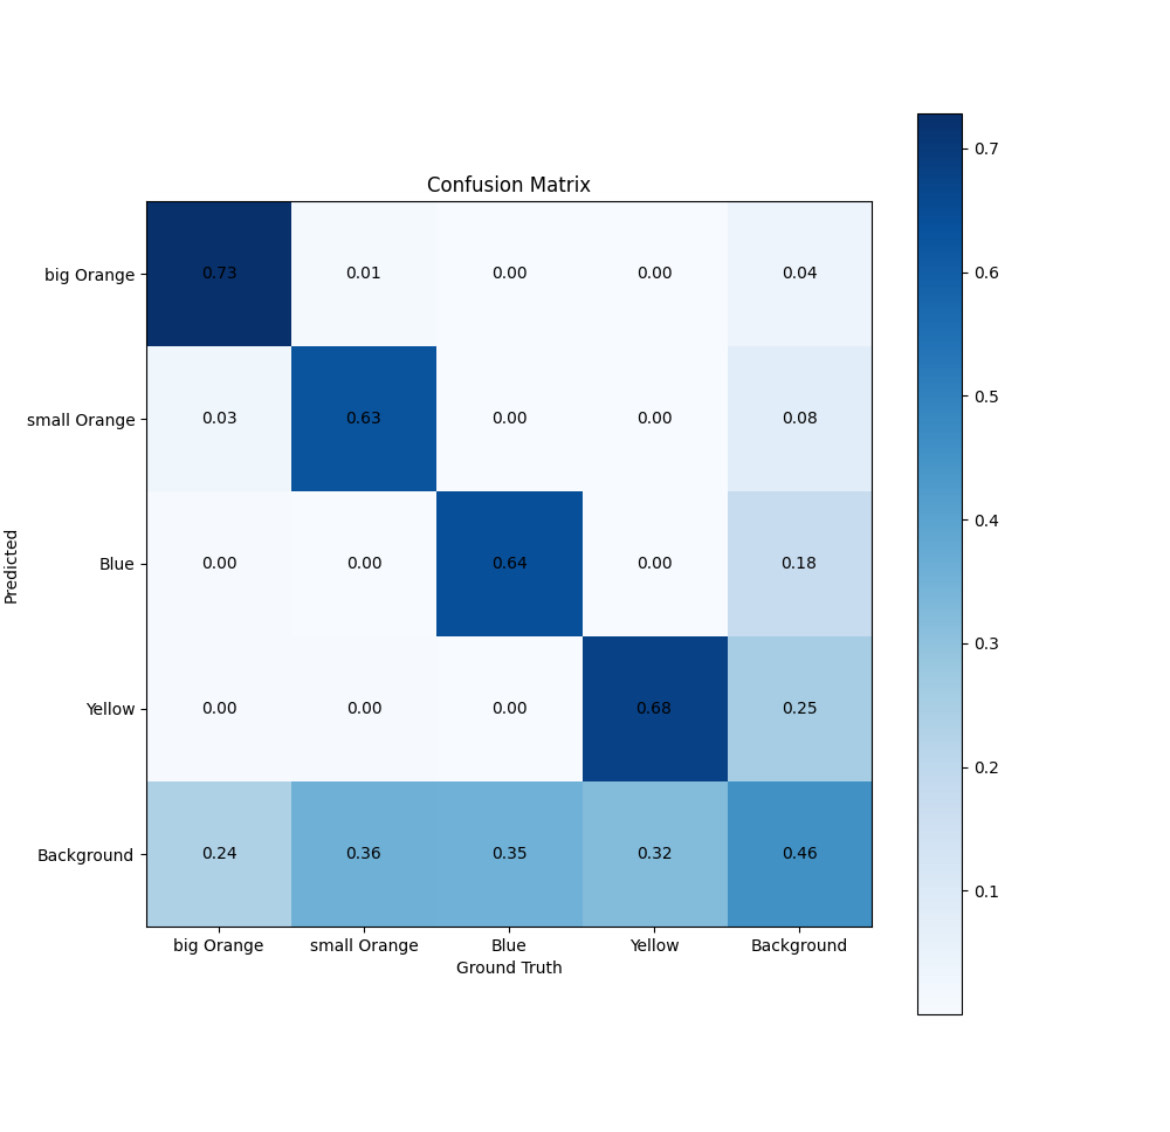 Confusion Matrix
big Orange 0.73 0.01 0.00 0.00 0.04
small Orange 0.03 0.63 0.00 0.00 0.08
Blue 0.00 0.00 0.64 0.00 0.18
Yellow 0.00 0.00 0.00 0.68 0.25
Background 0.24 0.36 0.35 0.32 0.46
big Orange small Orange Blue Yellow Background
Ground Truth
Predicted
0.7
0.6
0.5
0.4
0.3
0.2
0.1